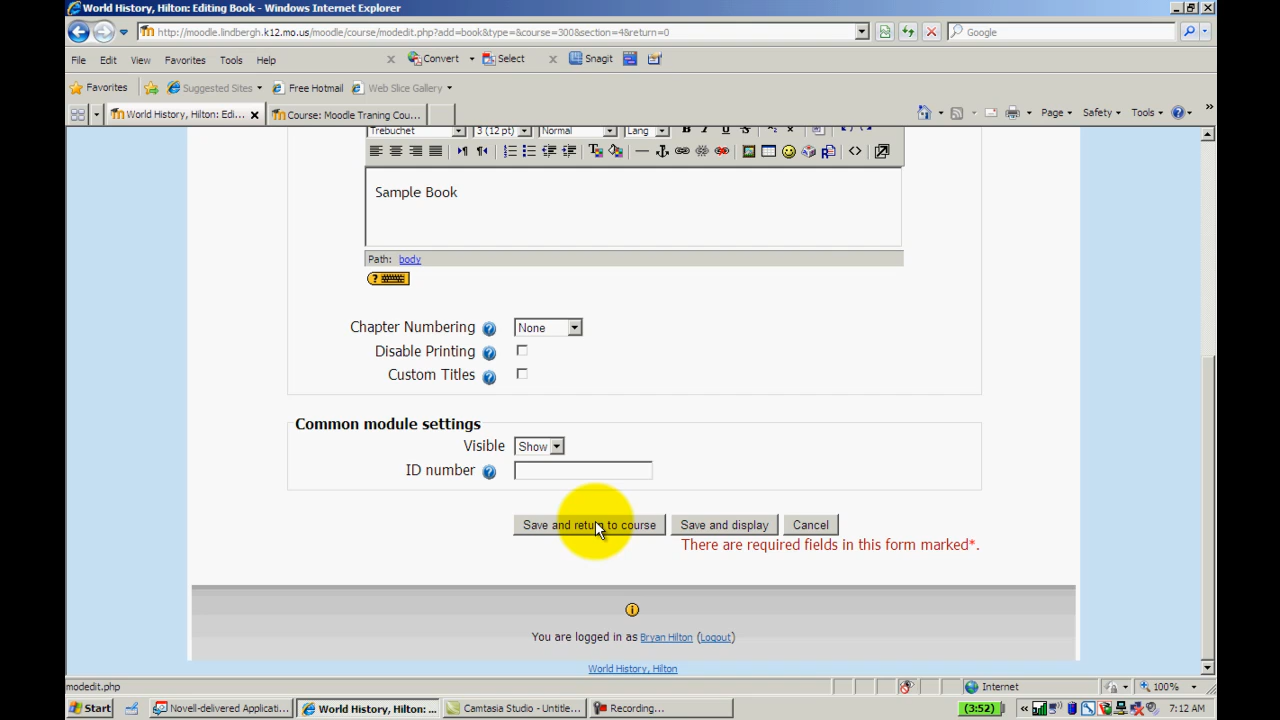 World History, Hilton: Editing Book - Windows Internet Explorer
http://moodle.lindbergh.k12.mo.us/moodle/course/modedit.php?add=book&type=&course=300&section=4&return=0
Google
File Edit View Favorites Tools Help
x Convert Select x Snagit
Favorites Suggested Sites Free Hotmail Web Slice Gallery
World History, Hilton: Edi... x Course: Moodle Traning Cou...
Page Safety Tools
Trebuchet 3 (12 pt) Normal Lang B I U S
Sample Book
Path: body
Chapter Numbering None
Disable Printing
Custom Titles
Common module settings
Visible Show
ID number
Save and return to course Save and display Cancel
There are required fields in this form marked*.
You are logged in as Bryan Hilton (Logout)
World History, Hilton
modedit.php
Internet 100%
Start Novell-delivered Applicati... World History, Hilton: ... Camtasia Studio - Untitle... Recording... (3:52) 7:12 AM